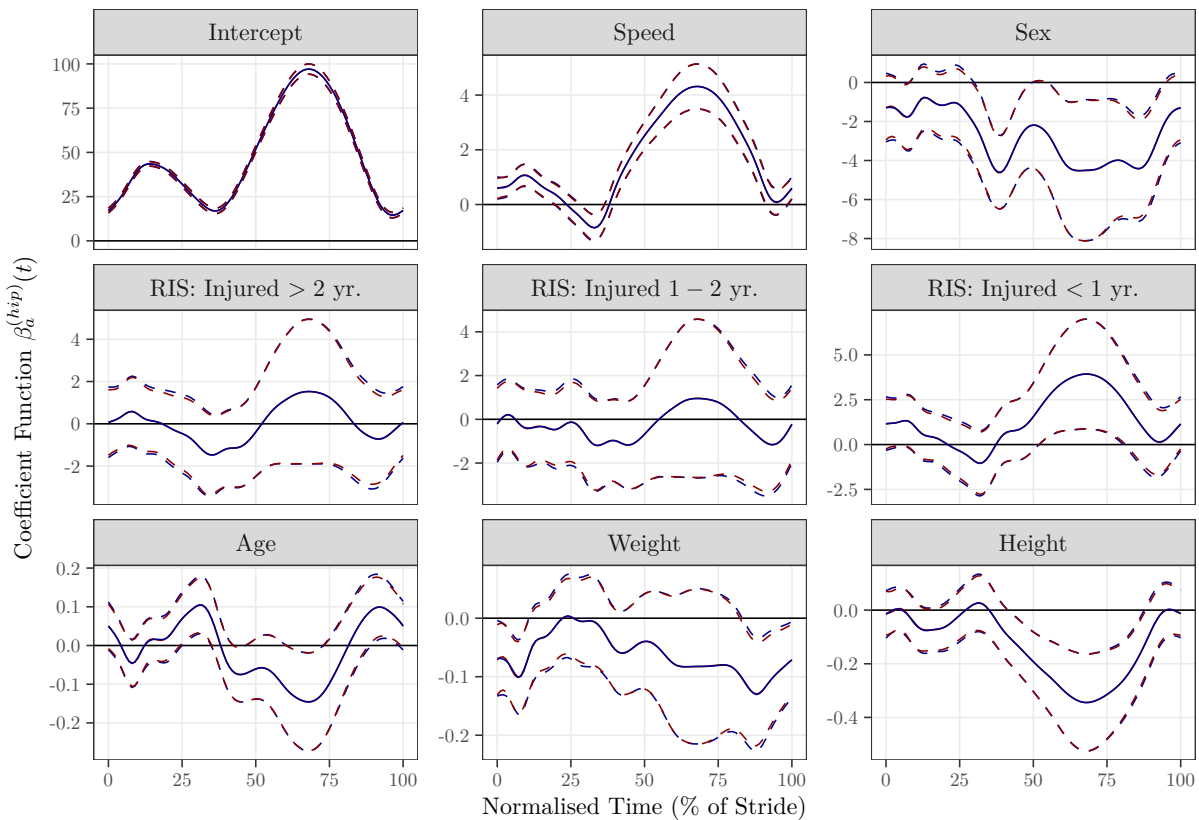 Intercept
Speed
Sex
100
75
50
25
0
4
2
0
0
-2
-4
-6
-8
RIS: Injured > 2 yr.
RIS: Injured 1 − 2 yr.
RIS: Injured < 1 yr.
4
2
0
-2
4
2
0
-2
5.0
2.5
0.0
-2.5
Coefficient Function β_a^{(hip)}(t)
Age
Weight
Height
0.2
0.1
0.0
-0.1
-0.2
0.0
-0.1
-0.2
0.0
-0.2
-0.4
0 25 50 75 100
0 25 50 75 100
0 25 50 75 100
Normalised Time (% of Stride)